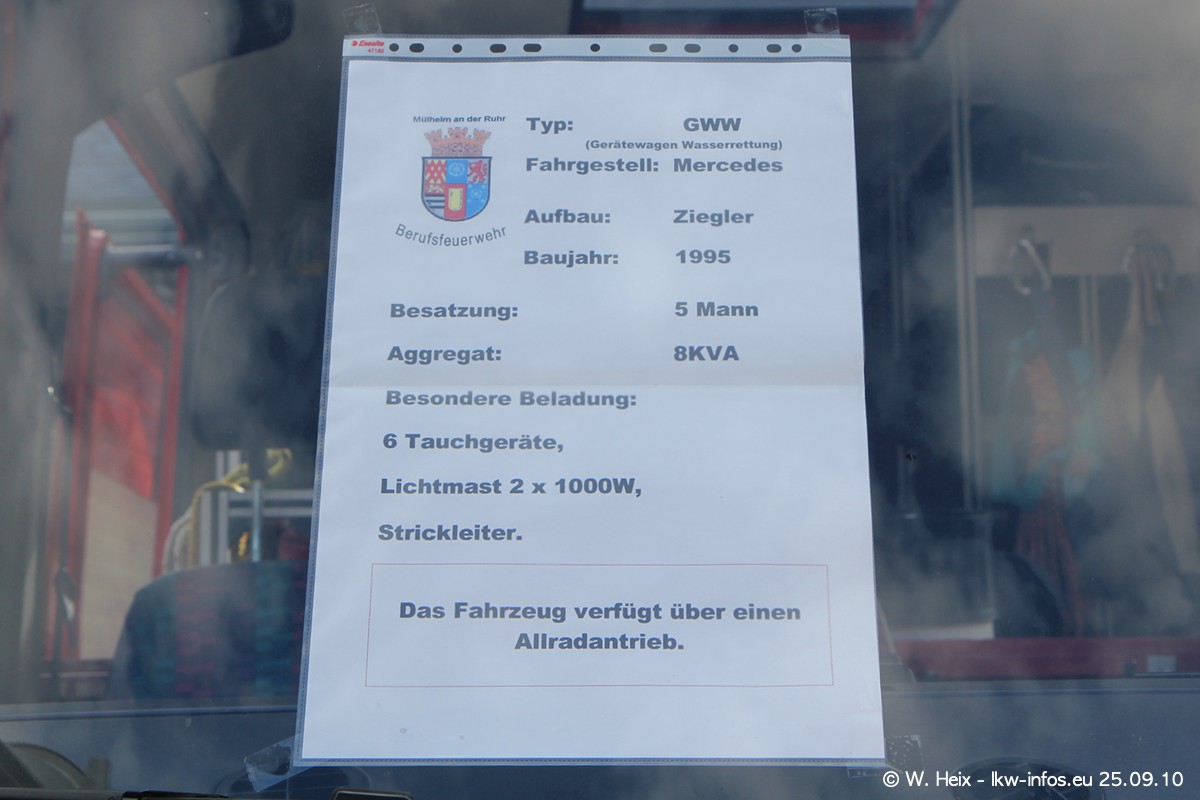 Esselte
47180
Mülheim an der Ruhr
Berufsfeuerwehr
Typ: GWW
(Gerätewagen Wasserrettung)
Fahrgestell: Mercedes
Aufbau: Ziegler
Baujahr: 1995
Besatzung: 5 Mann
Aggregat: 8KVA
Besondere Beladung:
6 Tauchgeräte,
Lichtmast 2 x 1000W,
Strickleiter.
Das Fahrzeug verfügt über einen
Allradantrieb.
© W. Heix - lkw-infos.eu 25.09.10